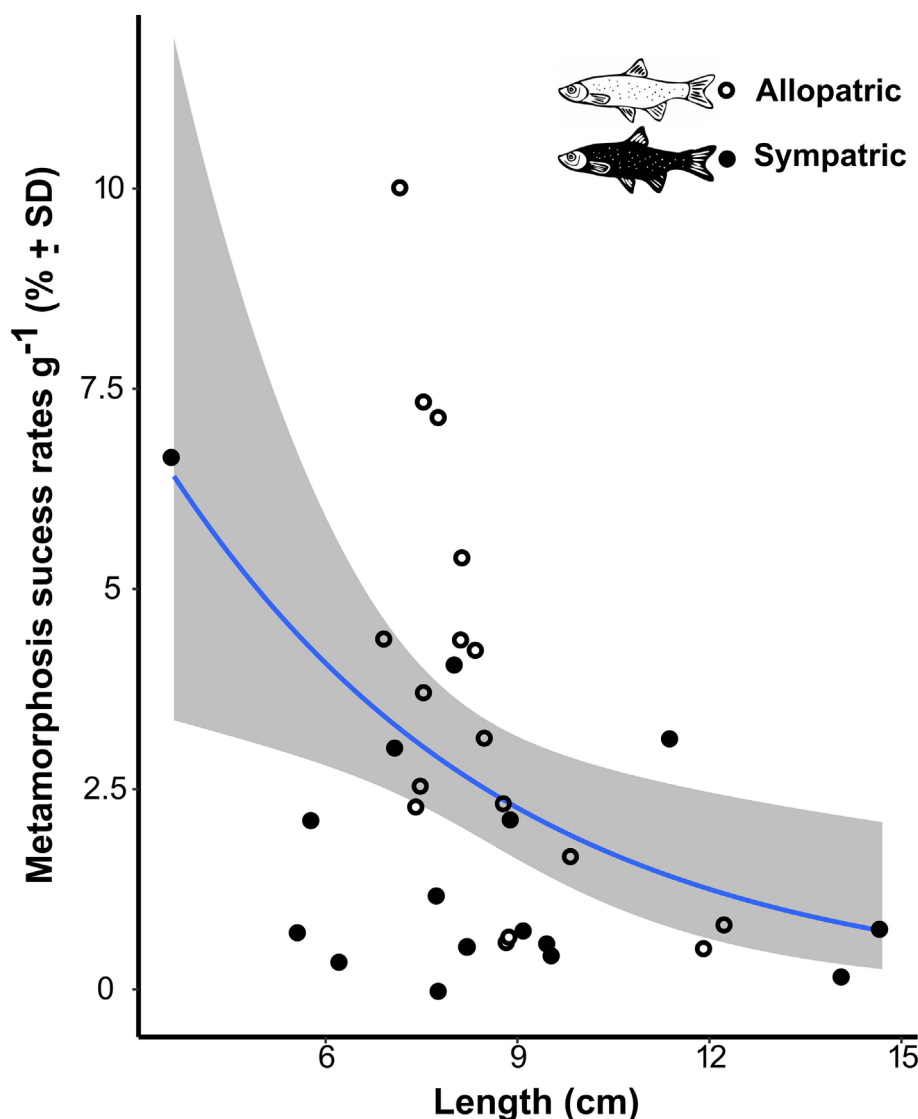 Allopatric
Sympatric
Metamorphosis sucess rates g-1 (% ± SD)
10
7.5
5
2.5
0
6
9
12
15
Length (cm)